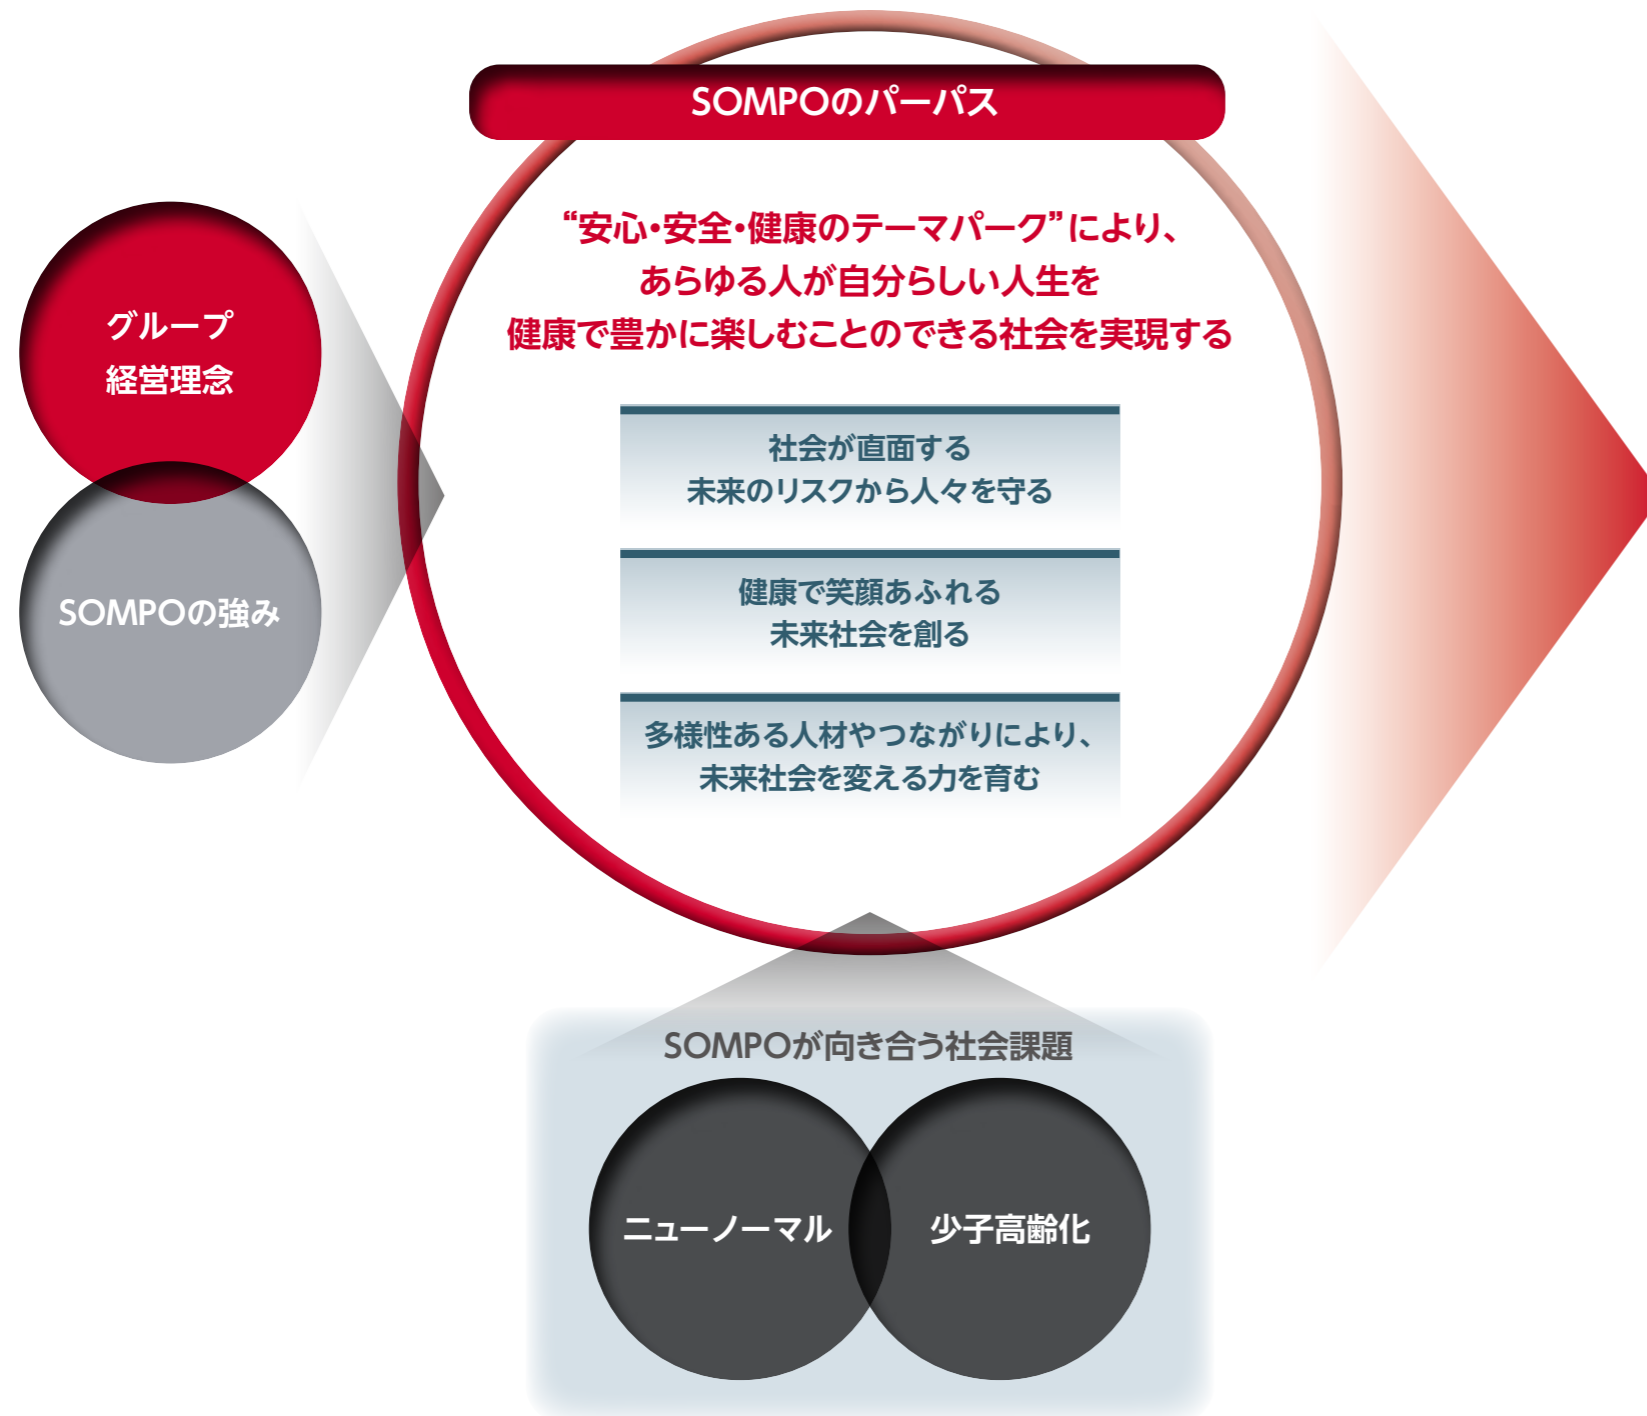 SOMPOのパーパス
“安心・安全・健康のテーマパーク”により、
あらゆる人が自分らしい人生を
健康で豊かに楽しむことのできる社会を実現する
グループ
経営理念
SOMPOの強み
社会が直面する
未来のリスクから人々を守る
健康で笑顔あふれる
未来社会を創る
多様性ある人材やつながりにより、
未来社会を変える力を育む
SOMPOが向き合う社会課題
ニューノーマル
少子高齢化